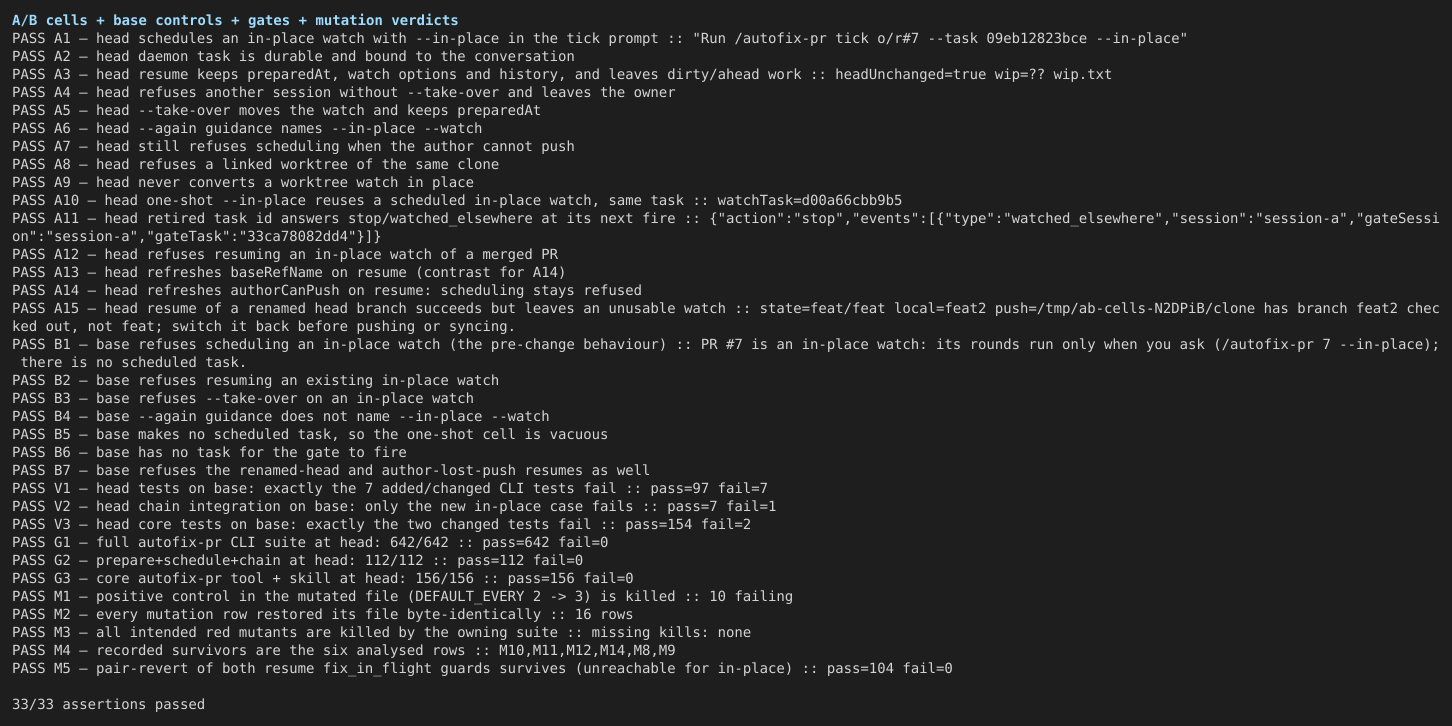 A/B cells + base controls + gates + mutation verdicts
PASS A1 — head schedules an in-place watch with --in-place in the tick prompt :: "Run /autofix-pr tick o/r#7 --task 09eb12823bce --in-place"
PASS A2 — head daemon task is durable and bound to the conversation
PASS A3 — head resume keeps preparedAt, watch options and history, and leaves dirty/ahead work :: headUnchanged=true wip=?? wip.txt
PASS A4 — head refuses another session without --take-over and leaves the owner
PASS A5 — head --take-over moves the watch and keeps preparedAt
PASS A6 — head --again guidance names --in-place --watch
PASS A7 — head still refuses scheduling when the author cannot push
PASS A8 — head refuses a linked worktree of the same clone
PASS A9 — head never converts a worktree watch in place
PASS A10 — head one-shot --in-place reuses a scheduled in-place watch, same task :: watchTask=d00a66cbb9b5
PASS A11 — head retired task id answers stop/watched_elsewhere at its next fire :: {"action":"stop","events":[{"type":"watched_elsewhere","session":"session-a","gateSessi
on":"session-a","gateTask":"33ca78082dd4"}]}
PASS A12 — head refuses resuming an in-place watch of a merged PR
PASS A13 — head refreshes baseRefName on resume (contrast for A14)
PASS A14 — head refreshes authorCanPush on resume: scheduling stays refused
PASS A15 — head resume of a renamed head branch succeeds but leaves an unusable watch :: state=feat/feat local=feat2 push=/tmp/ab-cells-N2DPiB/clone has branch feat2 chec
ked out, not feat; switch it back before pushing or syncing.
PASS B1 — base refuses scheduling an in-place watch (the pre-change behaviour) :: PR #7 is an in-place watch: its rounds run only when you ask (/autofix-pr 7 --in-place);
there is no scheduled task.
PASS B2 — base refuses resuming an existing in-place watch
PASS B3 — base refuses --take-over on an in-place watch
PASS B4 — base --again guidance does not name --in-place --watch
PASS B5 — base makes no scheduled task, so the one-shot cell is vacuous
PASS B6 — base has no task for the gate to fire
PASS B7 — base refuses the renamed-head and author-lost-push resumes as well
PASS V1 — head tests on base: exactly the 7 added/changed CLI tests fail :: pass=97 fail=7
PASS V2 — head chain integration on base: only the new in-place case fails :: pass=7 fail=1
PASS V3 — head core tests on base: exactly the two changed tests fail :: pass=154 fail=2
PASS G1 — full autofix-pr CLI suite at head: 642/642 :: pass=642 fail=0
PASS G2 — prepare+schedule+chain at head: 112/112 :: pass=112 fail=0
PASS G3 — core autofix-pr tool + skill at head: 156/156 :: pass=156 fail=0
PASS M1 — positive control in the mutated file (DEFAULT_EVERY 2 -> 3) is killed :: 10 failing
PASS M2 — every mutation row restored its file byte-identically :: 16 rows
PASS M3 — all intended red mutants are killed by the owning suite :: missing kills: none
PASS M4 — recorded survivors are the six analysed rows :: M10,M11,M12,M14,M8,M9
PASS M5 — pair-revert of both resume fix_in_flight guards survives (unreachable for in-place) :: pass=104 fail=0
33/33 assertions passed